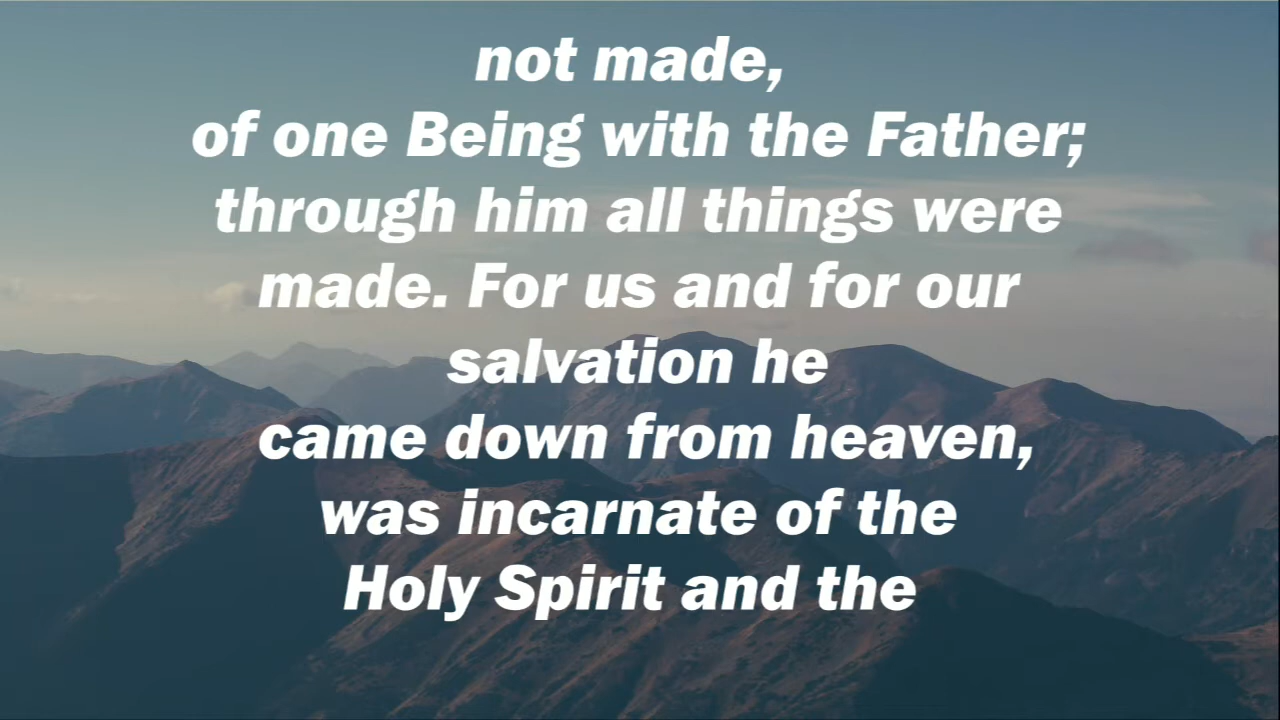 not made,
of one Being with the Father;
through him all things were
made. For us and for our
salvation he
came down from heaven,
was incarnate of the
Holy Spirit and the